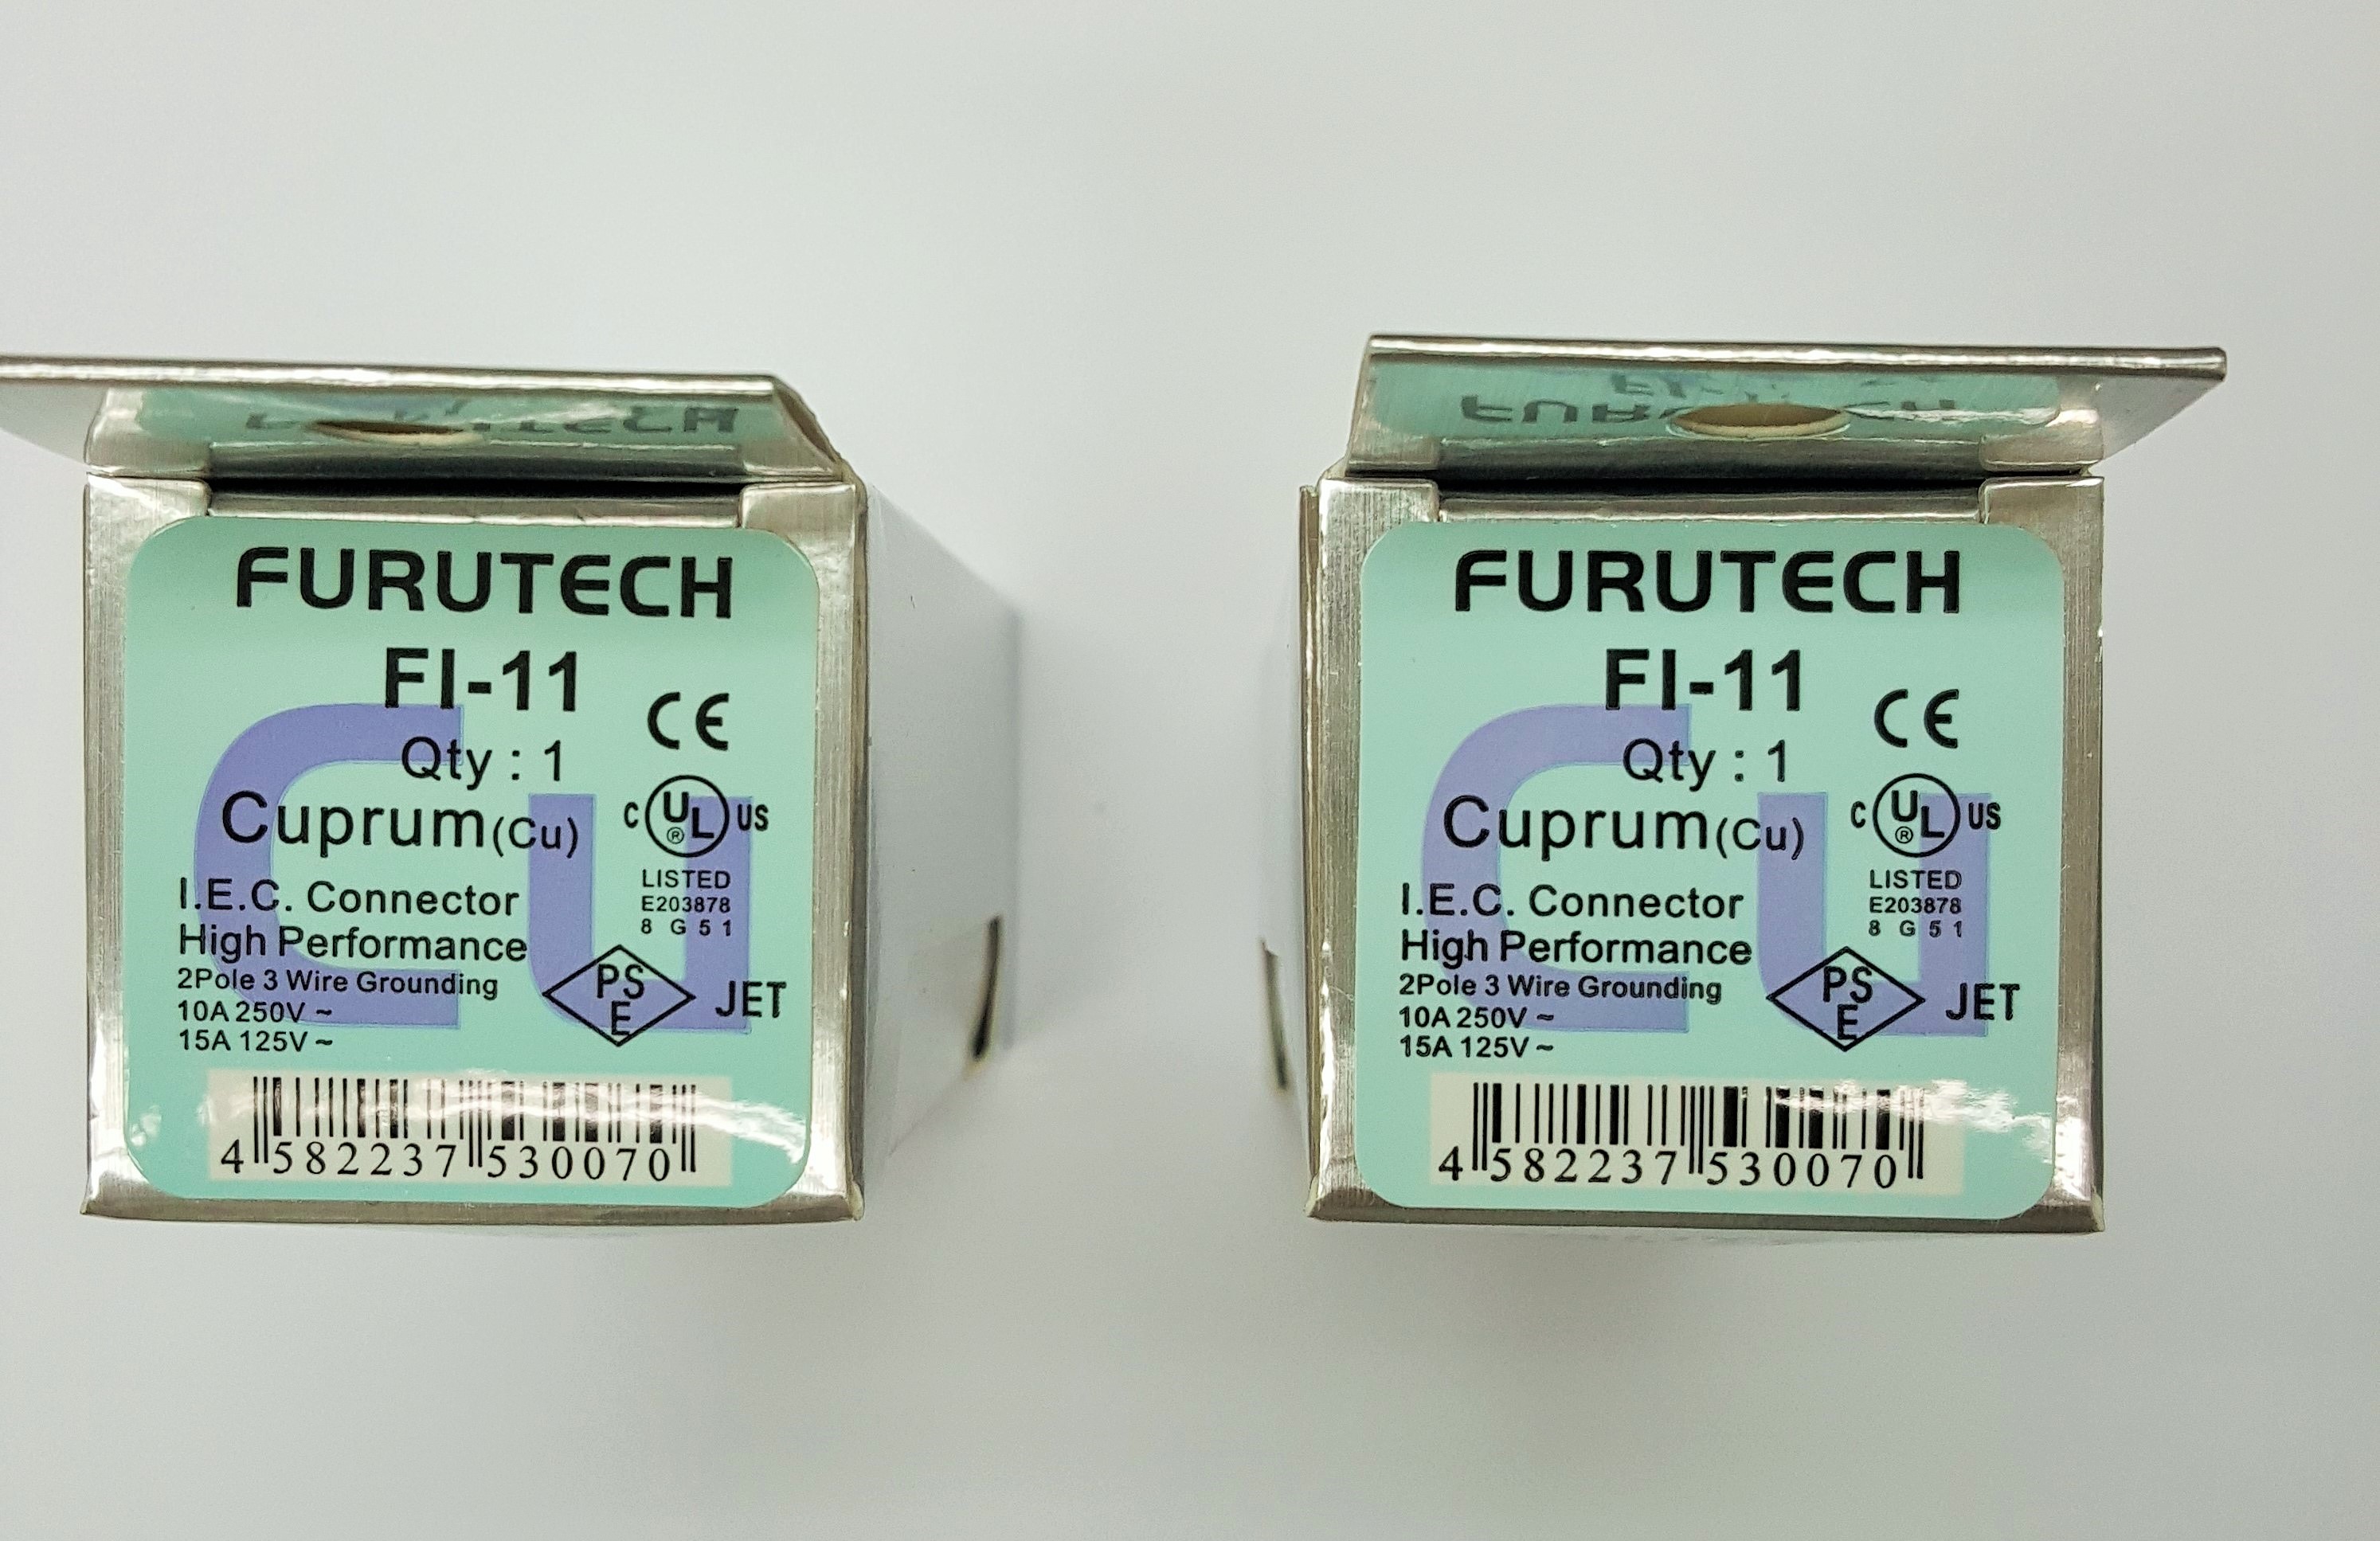 FURUTECH
FI-11
Qty : 1
Cuprum(Cu)
I.E.C. Connector
High Performance
2Pole 3 Wire Grounding
10A 250V ~
15A 125V ~
CE
C UL ® US
LISTED
E203878
8 G 5 1
PS
E
JET
4 582237 530070
FURUTECH
FI-11
Qty : 1
Cuprum(Cu)
I.E.C. Connector
High Performance
2Pole 3 Wire Grounding
10A 250V ~
15A 125V ~
CE
C UL ® US
LISTED
E203878
8 G 5 1
PS
E
JET
4 582237 530070
Cu
Cu